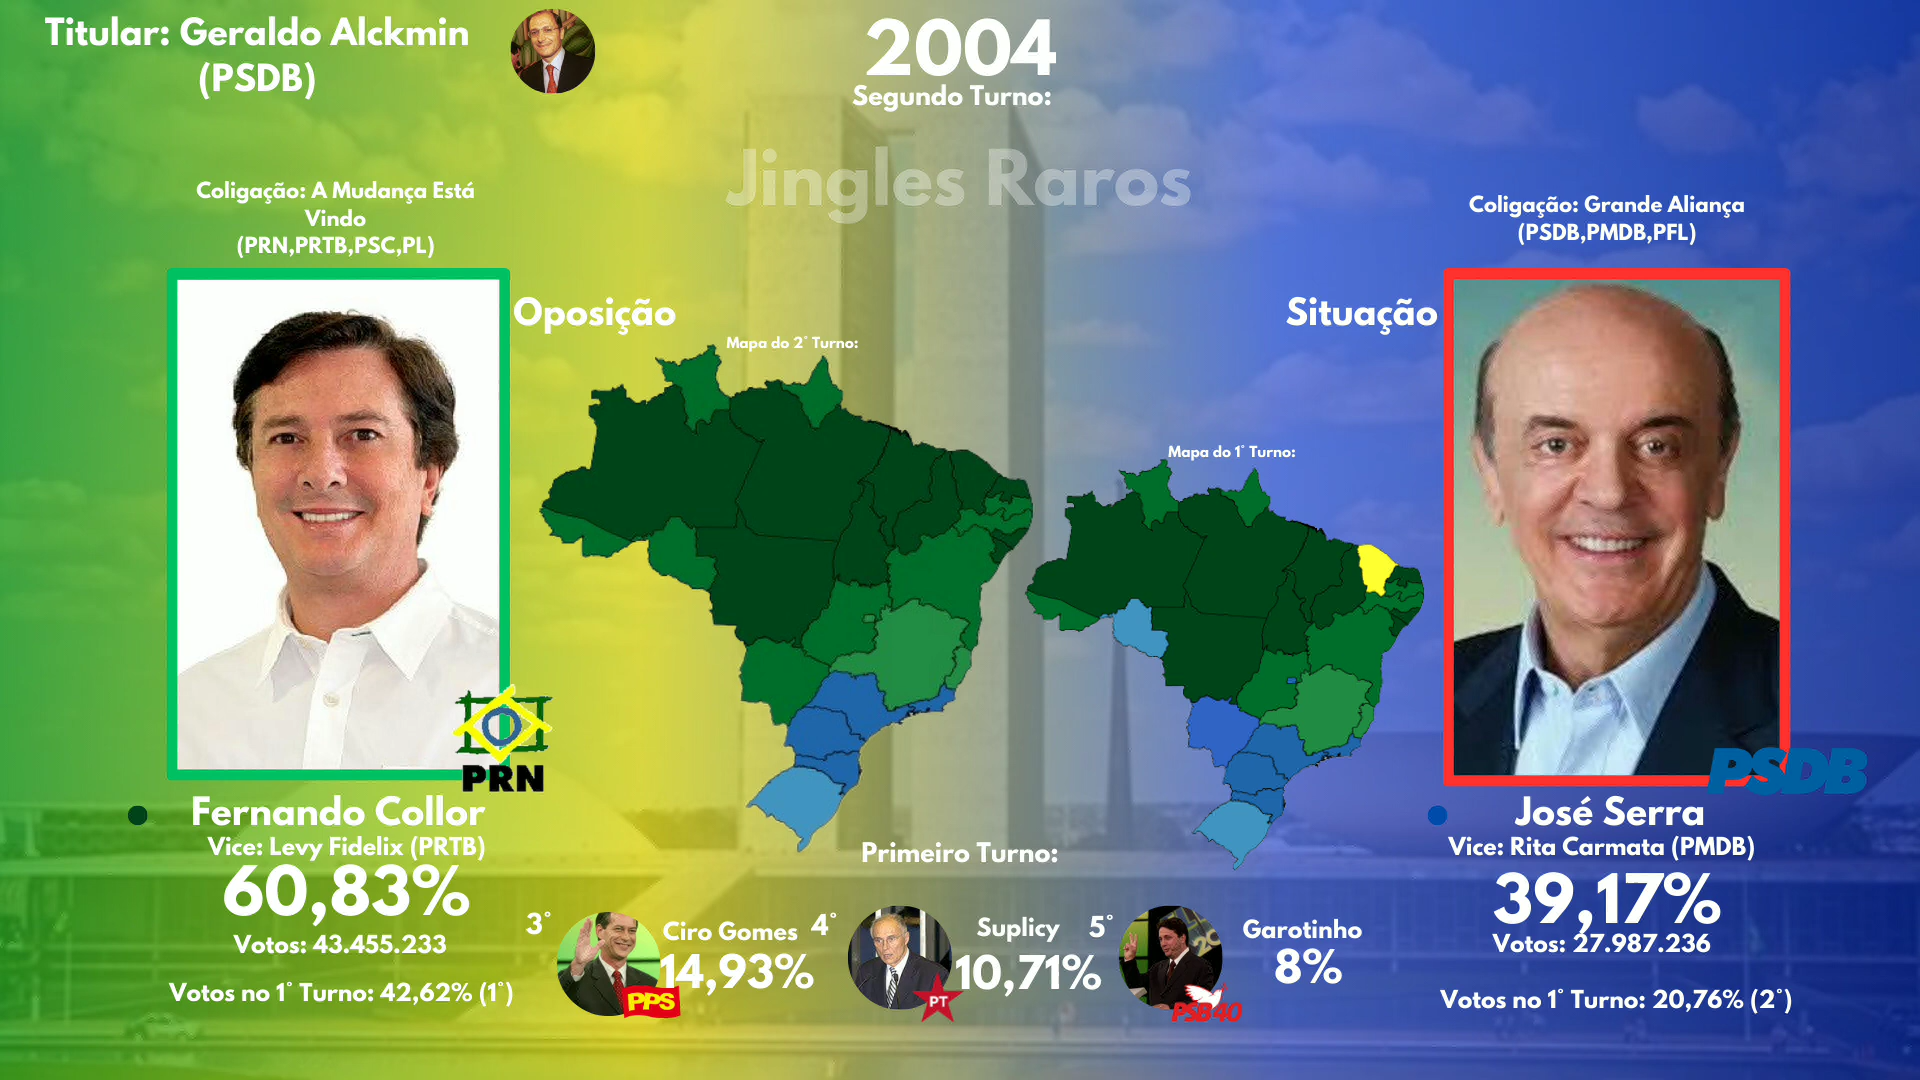 Titular: Geraldo Alckmin
(PSDB)
2004
Segundo Turno:
Jingles Raros
Coligação: A Mudança Está
Vindo
(PRN,PRTB,PSC,PL)
Coligação: Grande Aliança
(PSDB,PMDB,PFL)
Oposição
Situação
Mapa do 2° Turno:
Mapa do 1° Turno:
PRN
PSDB
Fernando Collor
Vice: Levy Fidelix (PRTB)
60,83%
Votos: 43.455.233
Votos no 1° Turno: 42,62% (1°)
José Serra
Vice: Rita Carmata (PMDB)
39,17%
Votos: 27.987.236
Votos no 1° Turno: 20,76% (2°)
Primeiro Turno:
3°
Ciro Gomes
14,93%
PPS
4°
Suplicy
10,71%
PT
5°
Garotinho
8%
PSB 40